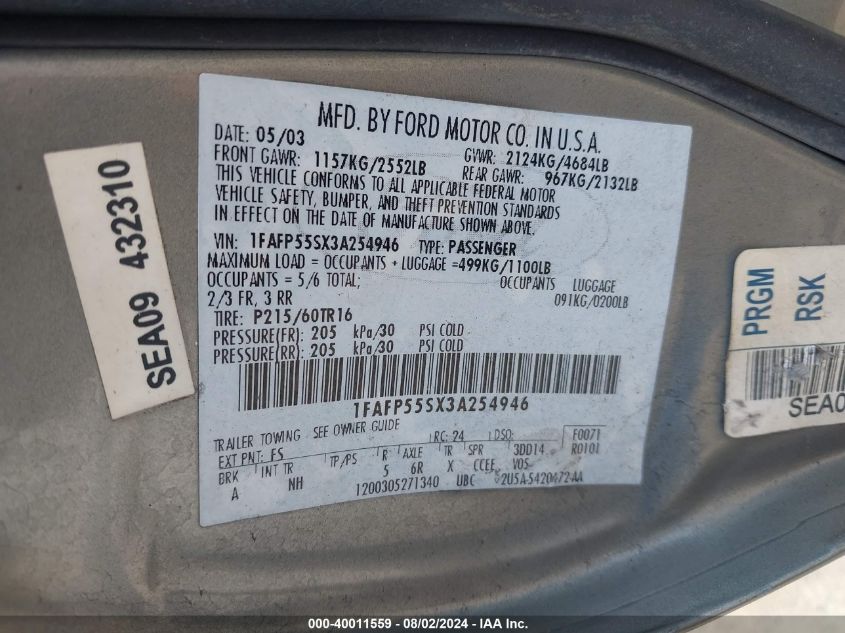 MFD. BY FORD MOTOR CO. IN U.S.A.
DATE: 05/03 GVWR: 2124KG/4684LB
FRONT GAWR: 1157KG/2552LB REAR GAWR: 967KG/2132LB
THIS VEHICLE CONFORMS TO ALL APPLICABLE FEDERAL MOTOR
VEHICLE SAFETY, BUMPER, AND THEFT PREVENTION STANDARDS
IN EFFECT ON THE DATE OF MANUFACTURE SHOWN ABOVE.
VIN: 1FAFP55SX3A254946 TYPE: PASSENGER
MAXIMUM LOAD = OCCUPANTS + LUGGAGE =499KG/1100LB
OCCUPANTS = 5/6 TOTAL; OCCUPANTS LUGGAGE
2/3 FR, 3 RR 091KG/0200LB
TIRE: P215/60TR16
PRESSURE(FR): 205 kPa/30 PSI COLD
PRESSURE(RR): 205 kPa/30 PSI COLD
1FAFP55SX3A254946
TRAILER TOWING - SEE OWNER GUIDE
EXT PNT: FS RC: 24 DSO: F0071
BRK INT TR TP/PS R AXLE TR SPR 3DD14 R0101
A NH 5 6R X CCEE VOS
1200305271340 UBC 2U5A-5420472-AA
SEA09 432310
PRGM
RSK
SEA0
000-40011559 - 08/02/2024 - IAA Inc.